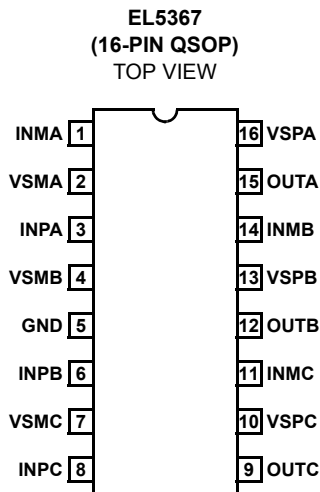 EL5367
(16-PIN QSOP)
TOP VIEW
INMA 1 16 VSPA
VSMA 2 15 OUTA
INPA 3 14 INMB
VSMB 4 13 VSPB
GND 5 12 OUTB
INPB 6 11 INMC
VSMC 7 10 VSPC
INPC 8 9 OUTC